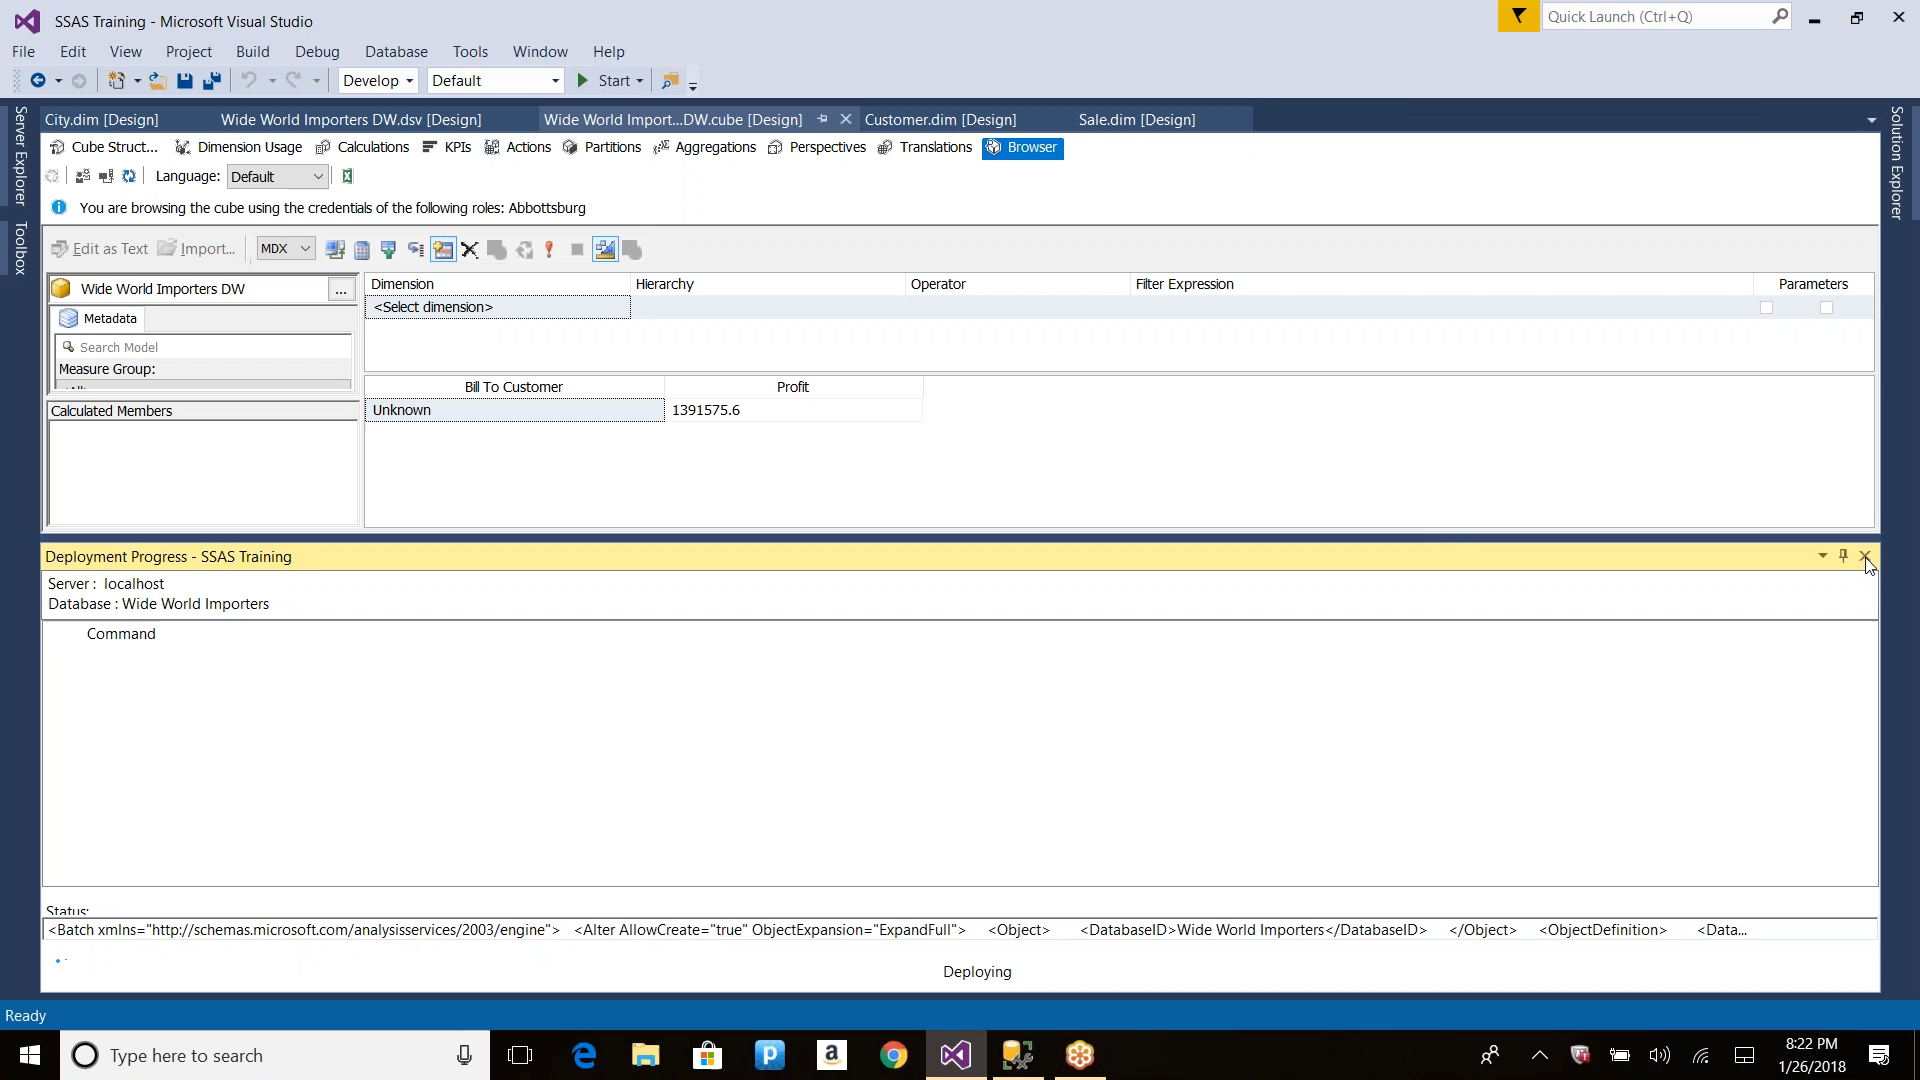 SSAS Training - Microsoft Visual Studio
Quick Launch (Ctrl+Q)
File Edit View Project Build Debug Database Tools Window Help
Develop Default Start
Server Explorer
Toolbox
Solution Explorer
City.dim [Design] Wide World Importers DW.dsv [Design] Wide World Import...DW.cube [Design] Customer.dim [Design] Sale.dim [Design]
Cube Struct... Dimension Usage Calculations KPIs Actions Partitions Aggregations Perspectives Translations Browser
Language: Default
You are browsing the cube using the credentials of the following roles: Abbottsburg
Edit as Text Import... MDX
Wide World Importers DW ...
Metadata
Search Model
Measure Group:
Calculated Members
Dimension Hierarchy Operator Filter Expression Parameters
<Select dimension>
Bill To Customer Profit
Unknown 1391575.6
Deployment Progress - SSAS Training
Server : localhost
Database : Wide World Importers
Command
Status:
<Batch xmlns="http://schemas.microsoft.com/analysisservices/2003/engine"> <Alter AllowCreate="true" ObjectExpansion="ExpandFull"> <Object> <DatabaseID>Wide World Importers</DatabaseID> </Object> <ObjectDefinition> <Data...
Deploying
Ready
Type here to search
8:22 PM
1/26/2018